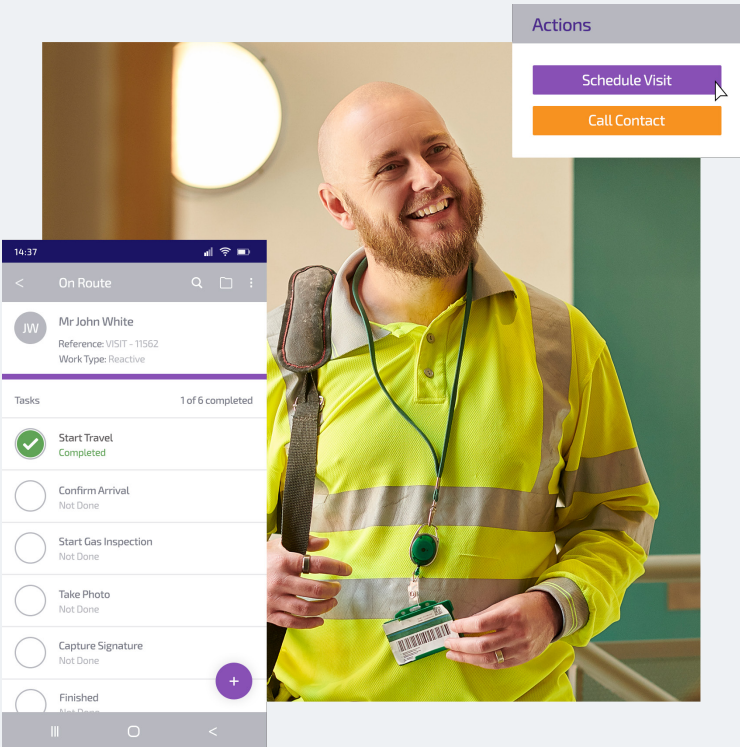 Actions
Schedule Visit
Call Contact
14:37
On Route
JW
Mr John White
Reference: VISIT - 11562
Work Type: Reactive
Tasks
1 of 6 completed
Start Travel
Completed
Confirm Arrival
Not Done
Start Gas Inspection
Not Done
Take Photo
Not Done
Capture Signature
Not Done
Finished
Not Done